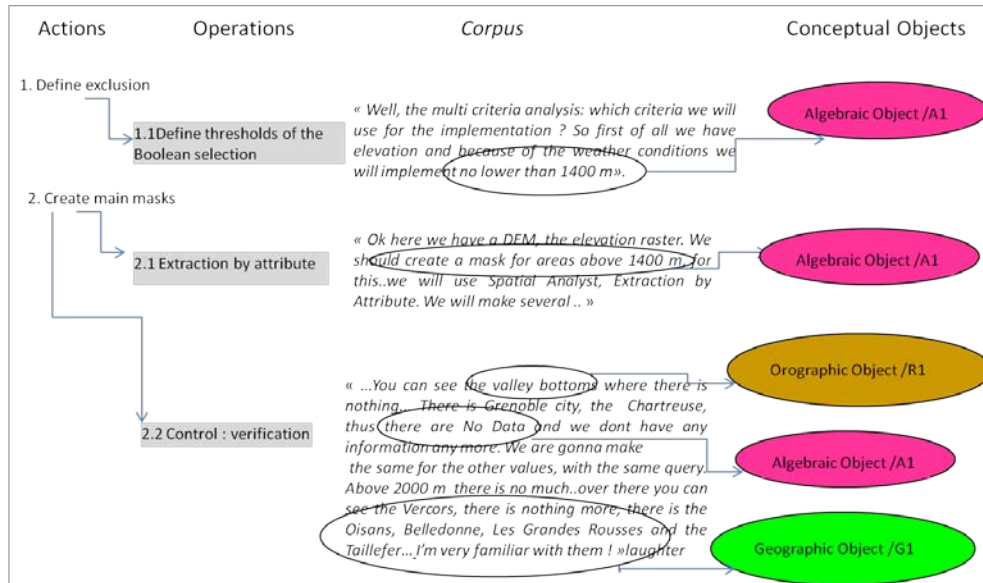 Actions Operations Corpus Conceptual Objects
1. Define exclusion
1.1Define thresholds of the
Boolean selection
« Well, the multi criteria analysis: which criteria we will
use for the implementation ? So first of all we have
elevation and because of the weather conditions we
will implement no lower than 1400 m».
Algebraic Object /A1
2. Create main masks
2.1 Extraction by attribute
« Ok here we have a DEM, the elevation raster. We
should create a mask for areas above 1400 m, for
this..we will use Spatial Analyst, Extraction by
Attribute. We will make several .. »
Algebraic Object /A1
2.2 Control : verification
« ...You can see the valley bottoms where there is
nothing... There is Grenoble city, the Chartreuse,
thus there are No Data and we dont have any
information any more. We are gonna make
the same for the other values, with the same query.
Above 2000 m there is no much..over there you can
see the Vercors, there is nothing more, there is the
Oisans, Belledonne, Les Grandes Rousses and the
Taillefer... I'm very familiar with them ! »laughter
Orographic Object /R1
Algebraic Object /A1
Geographic Object /G1